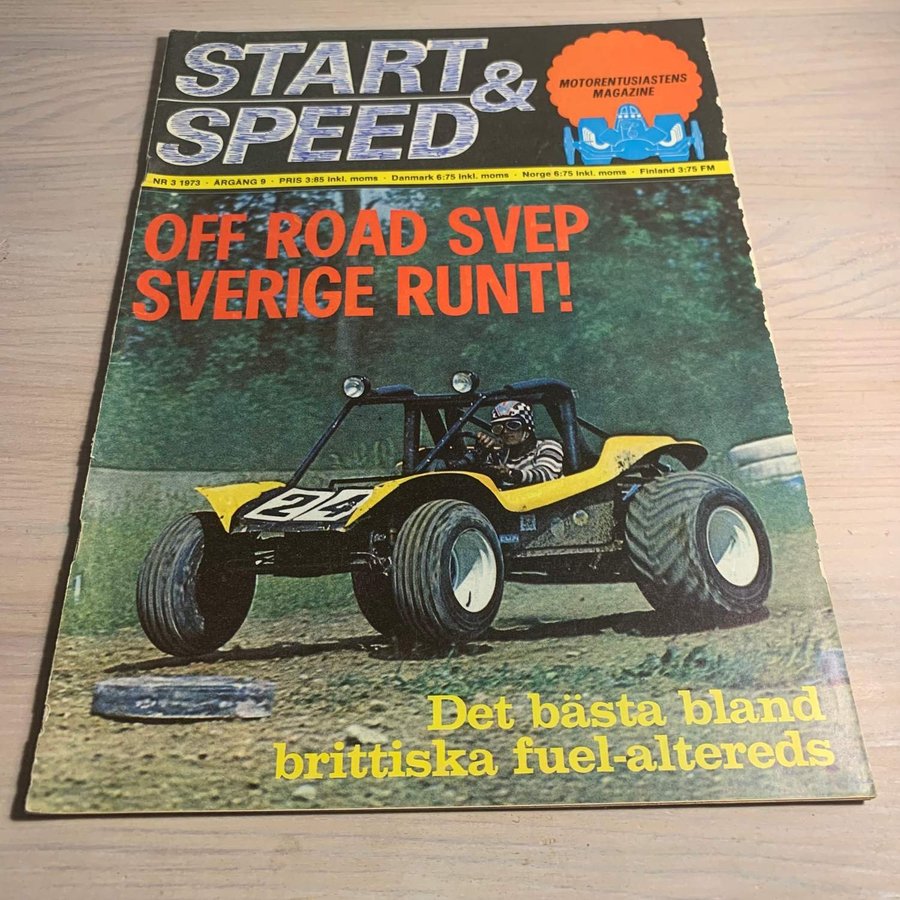 START &
SPEED
MOTORENTUSIASTENS
MAGAZINE
NR 3 1973 · ÅRGÅNG 9 · PRIS 3:85 inkl. moms · Danmark 6:75 inkl. moms · Norge 6:75 inkl. moms · Finland 3:75 FM
OFF ROAD SVEP
SVERIGE RUNT!
24
Det bästa bland
brittiska fuel-altereds